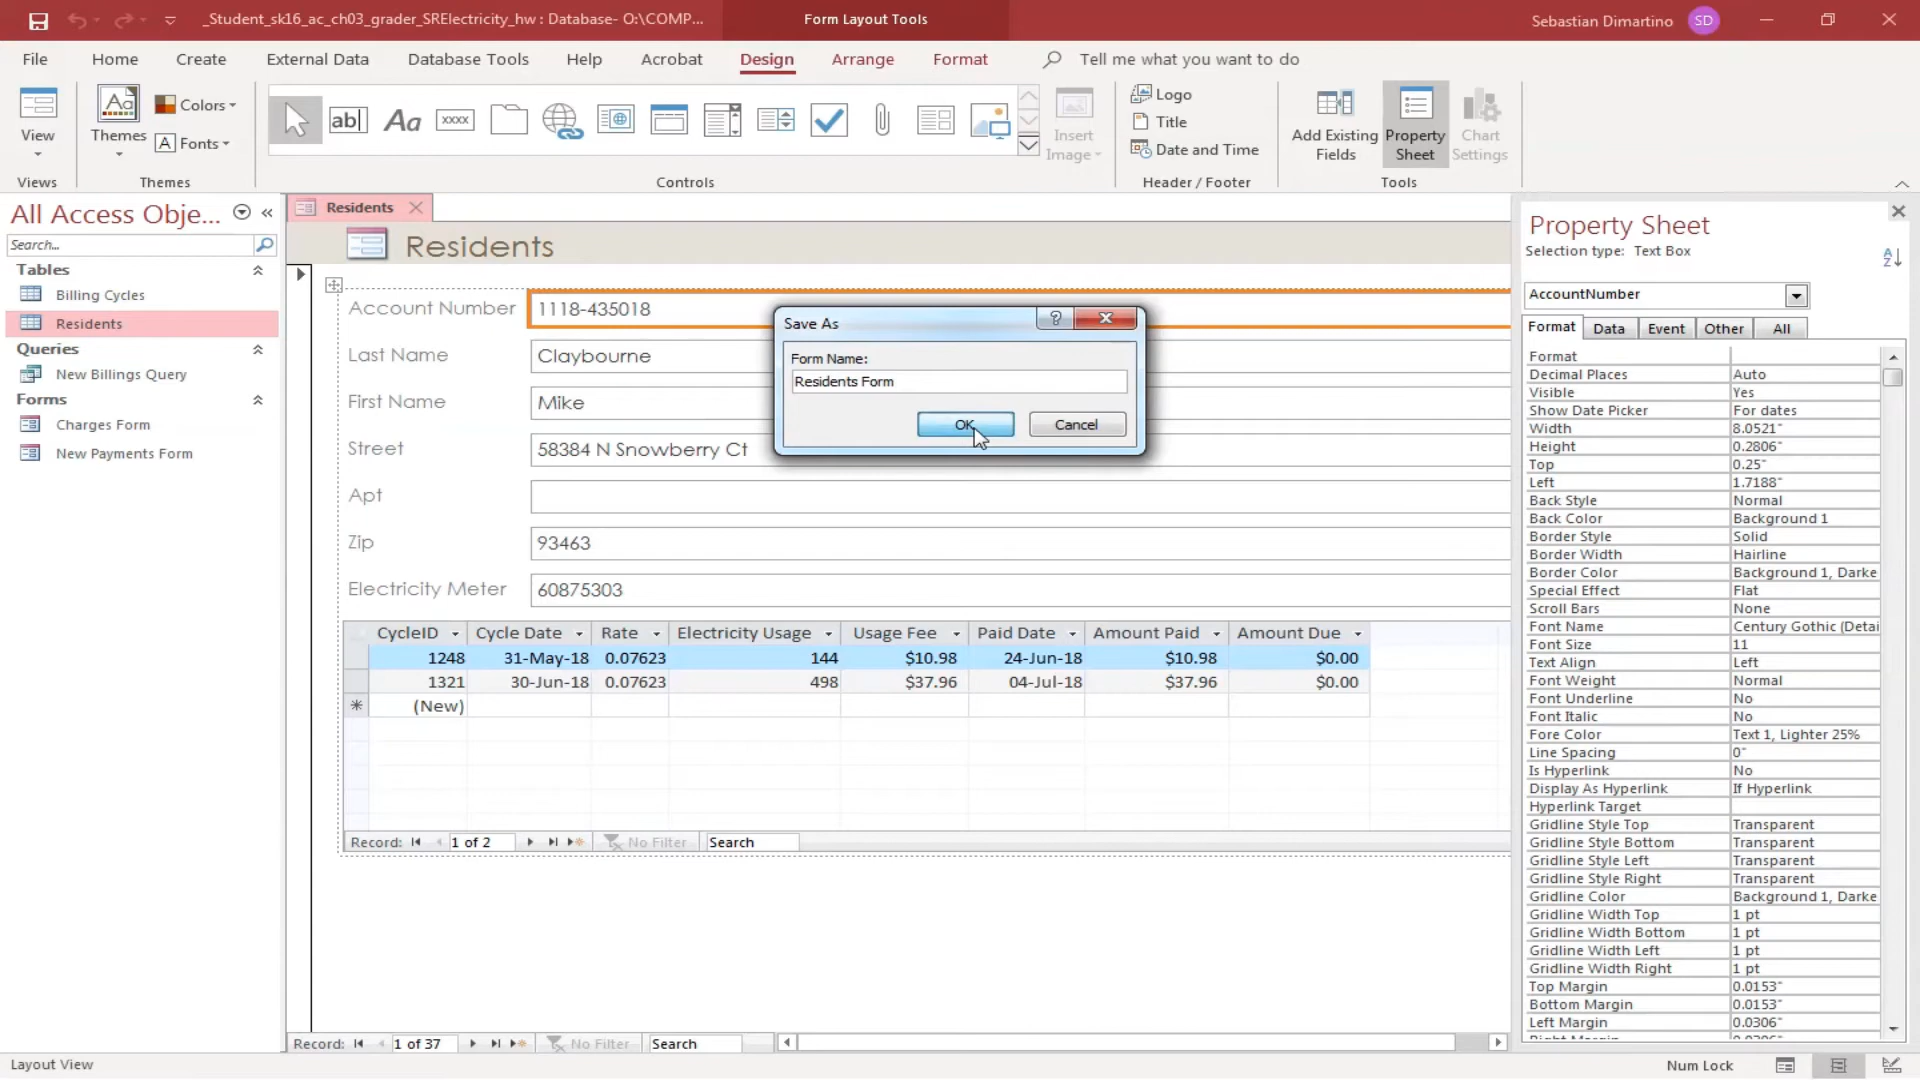 _Student_sk16_ac_ch03_grader_SRElectricity_hw : Database- O:\COMP...
Form Layout Tools
Sebastian Dimartino SD
File Home Create External Data Database Tools Help Acrobat Design Arrange Format Tell me what you want to do
View
Views
Themes
Colors
Fonts
Themes
ab
Aa
xxxx
Controls
Insert
Image
Logo
Title
Date and Time
Header / Footer
Add Existing
Fields
Property
Sheet
Chart
Settings
Tools
All Access Obje...
Search...
Tables
Billing Cycles
Residents
Queries
New Billings Query
Forms
Charges Form
New Payments Form
Residents
Residents
Account Number 1118-435018
Last Name Claybourne
First Name Mike
Street 58384 N Snowberry Ct
Apt
Zip 93463
Electricity Meter 60875303
Save As
Form Name:
Residents Form
OK Cancel
CycleID Cycle Date Rate Electricity Usage Usage Fee Paid Date Amount Paid Amount Due
1248 31-May-18 0.07623 144 $10.98 24-Jun-18 $10.98 $0.00
1321 30-Jun-18 0.07623 498 $37.96 04-Jul-18 $37.96 $0.00
(New)
Record: 1 of 2 No Filter Search
Record: 1 of 37 No Filter Search
Property Sheet
Selection type: Text Box
AccountNumber
Format Data Event Other All
Format
Decimal Places Auto
Visible Yes
Show Date Picker For dates
Width 8.0521"
Height 0.2806"
Top 0.25"
Left 1.7188"
Back Style Normal
Back Color Background 1
Border Style Solid
Border Width Hairline
Border Color Background 1, Darke
Special Effect Flat
Scroll Bars None
Font Name Century Gothic (Detai
Font Size 11
Text Align Left
Font Weight Normal
Font Underline No
Font Italic No
Fore Color Text 1, Lighter 25%
Line Spacing 0"
Is Hyperlink No
Display As Hyperlink If Hyperlink
Hyperlink Target
Gridline Style Top Transparent
Gridline Style Bottom Transparent
Gridline Style Left Transparent
Gridline Style Right Transparent
Gridline Color Background 1, Darke
Gridline Width Top 1 pt
Gridline Width Bottom 1 pt
Gridline Width Left 1 pt
Gridline Width Right 1 pt
Top Margin 0.0153"
Bottom Margin 0.0153"
Left Margin 0.0306"
Layout View
Num Lock